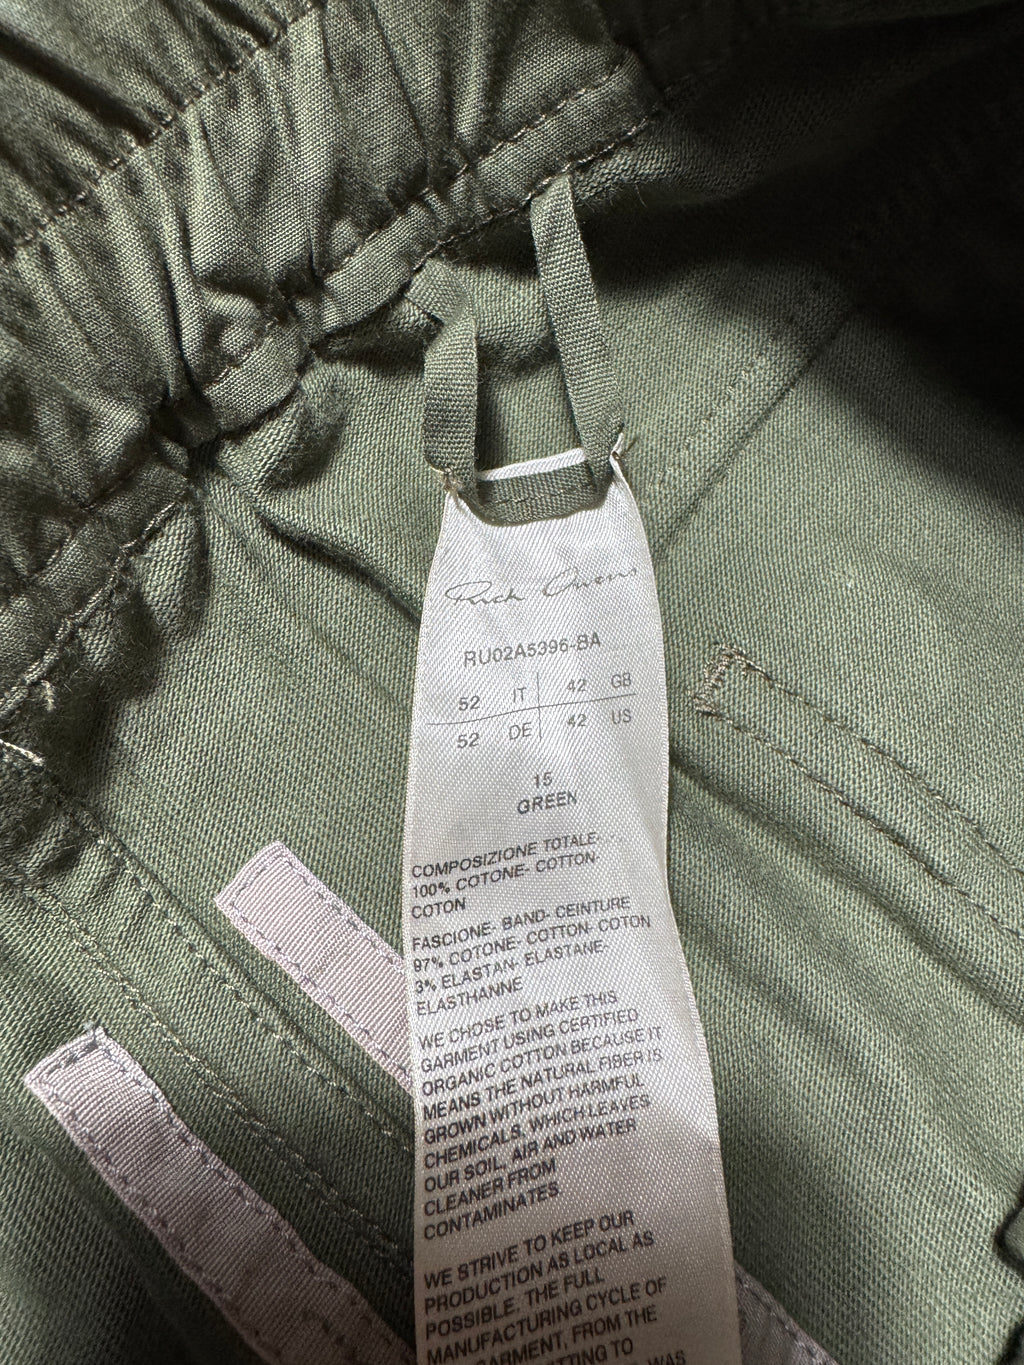 Rick Owens
RU02A5396-BA
52 IT 42 GB
52 DE 42 US
15
GREEN
COMPOSIZIONE TOTALE-
100% COTONE- COTTON-
COTON
FASCIONE- BAND- CEINTURE
97% COTONE- COTTON- COTON
3% ELASTAN- ELASTANE-
ELASTHANNE
WE CHOSE TO MAKE THIS
GARMENT USING CERTIFIED
ORGANIC COTTON BECAUSE IT
MEANS THE NATURAL FIBER IS
GROWN WITHOUT HARMFUL
CHEMICALS, WHICH LEAVES
OUR SOIL, AIR AND WATER
CLEANER FROM
CONTAMINATES.
WE STRIVE TO KEEP OUR
PRODUCTION AS LOCAL AS
POSSIBLE. THE FULL
MANUFACTURING CYCLE OF
GARMENT, FROM THE
TO
WAS